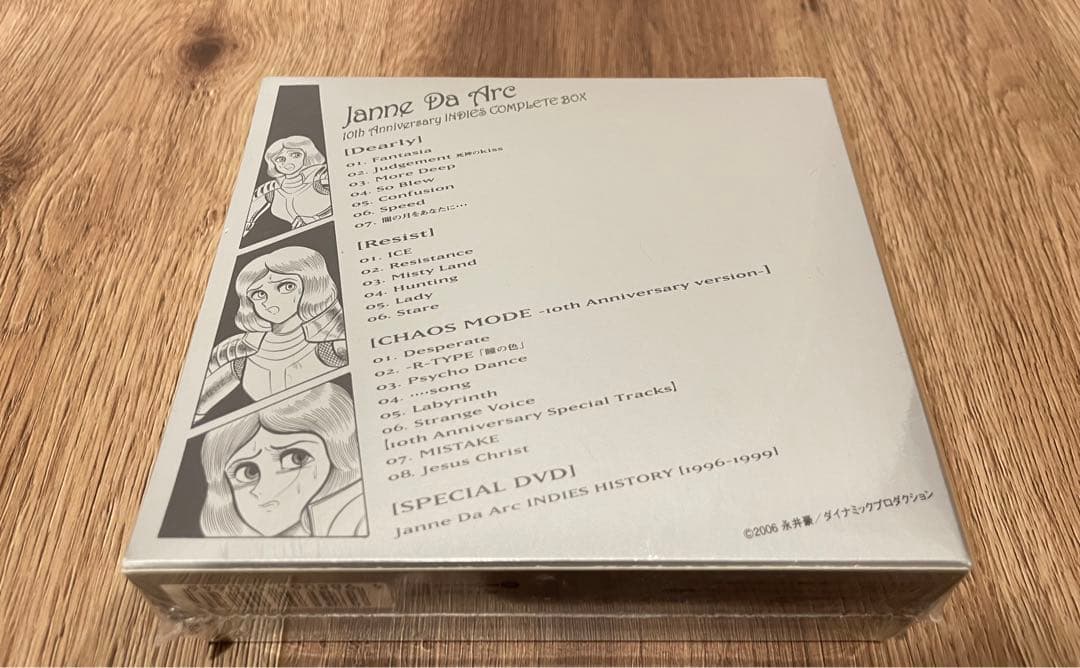 Janne Da Arc
10th Anniversary INDIES COMPLETE BOX
[Dearly]
01. Fantasia
02. Judgement 死神のkiss
03. More Deep
04. So Blew
05. Confusion
06. Speed
07. 闇の月をあなたに・・・
[Resist]
01. ICE
02. Resistance
03. Misty Land
04. Hunting
05. Lady
06. Stare
[CHAOS MODE -10th Anniversary version-]
01. Desperate
02. -R-TYPE「瞳の色」
03. Psycho Dance
04. ....song
05. Labyrinth
06. Strange Voice
[10th Anniversary Special Tracks]
07. MISTAKE
08. Jesus Christ
[SPECIAL DVD]
Janne Da Arc INDIES HISTORY [1996-1999]
©2006 永井豪/ダイナミックプロダクション